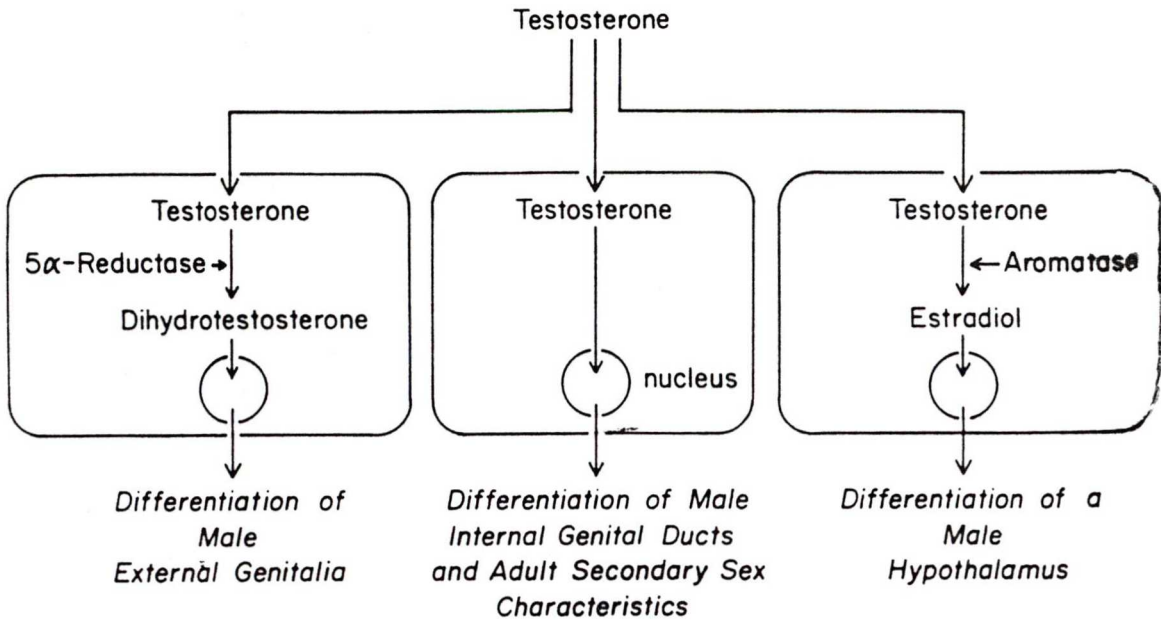 Testosterone
Testosterone
5α-Reductase
Dihydrotestosterone
Differentiation of
Male
External Genitalia
Testosterone
nucleus
Differentiation of Male
Internal Genital Ducts
and Adult Secondary Sex
Characteristics
Testosterone
Aromatase
Estradiol
Differentiation of a
Male
Hypothalamus